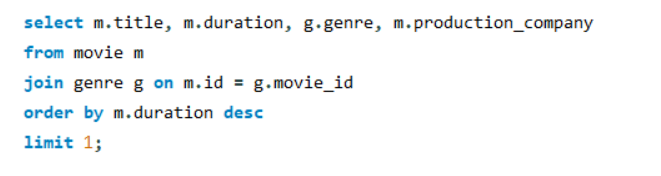 select m.title, m.duration, g.genre, m.production_company
from movie m
join genre g on m.id = g.movie_id
order by m.duration desc
limit 1;